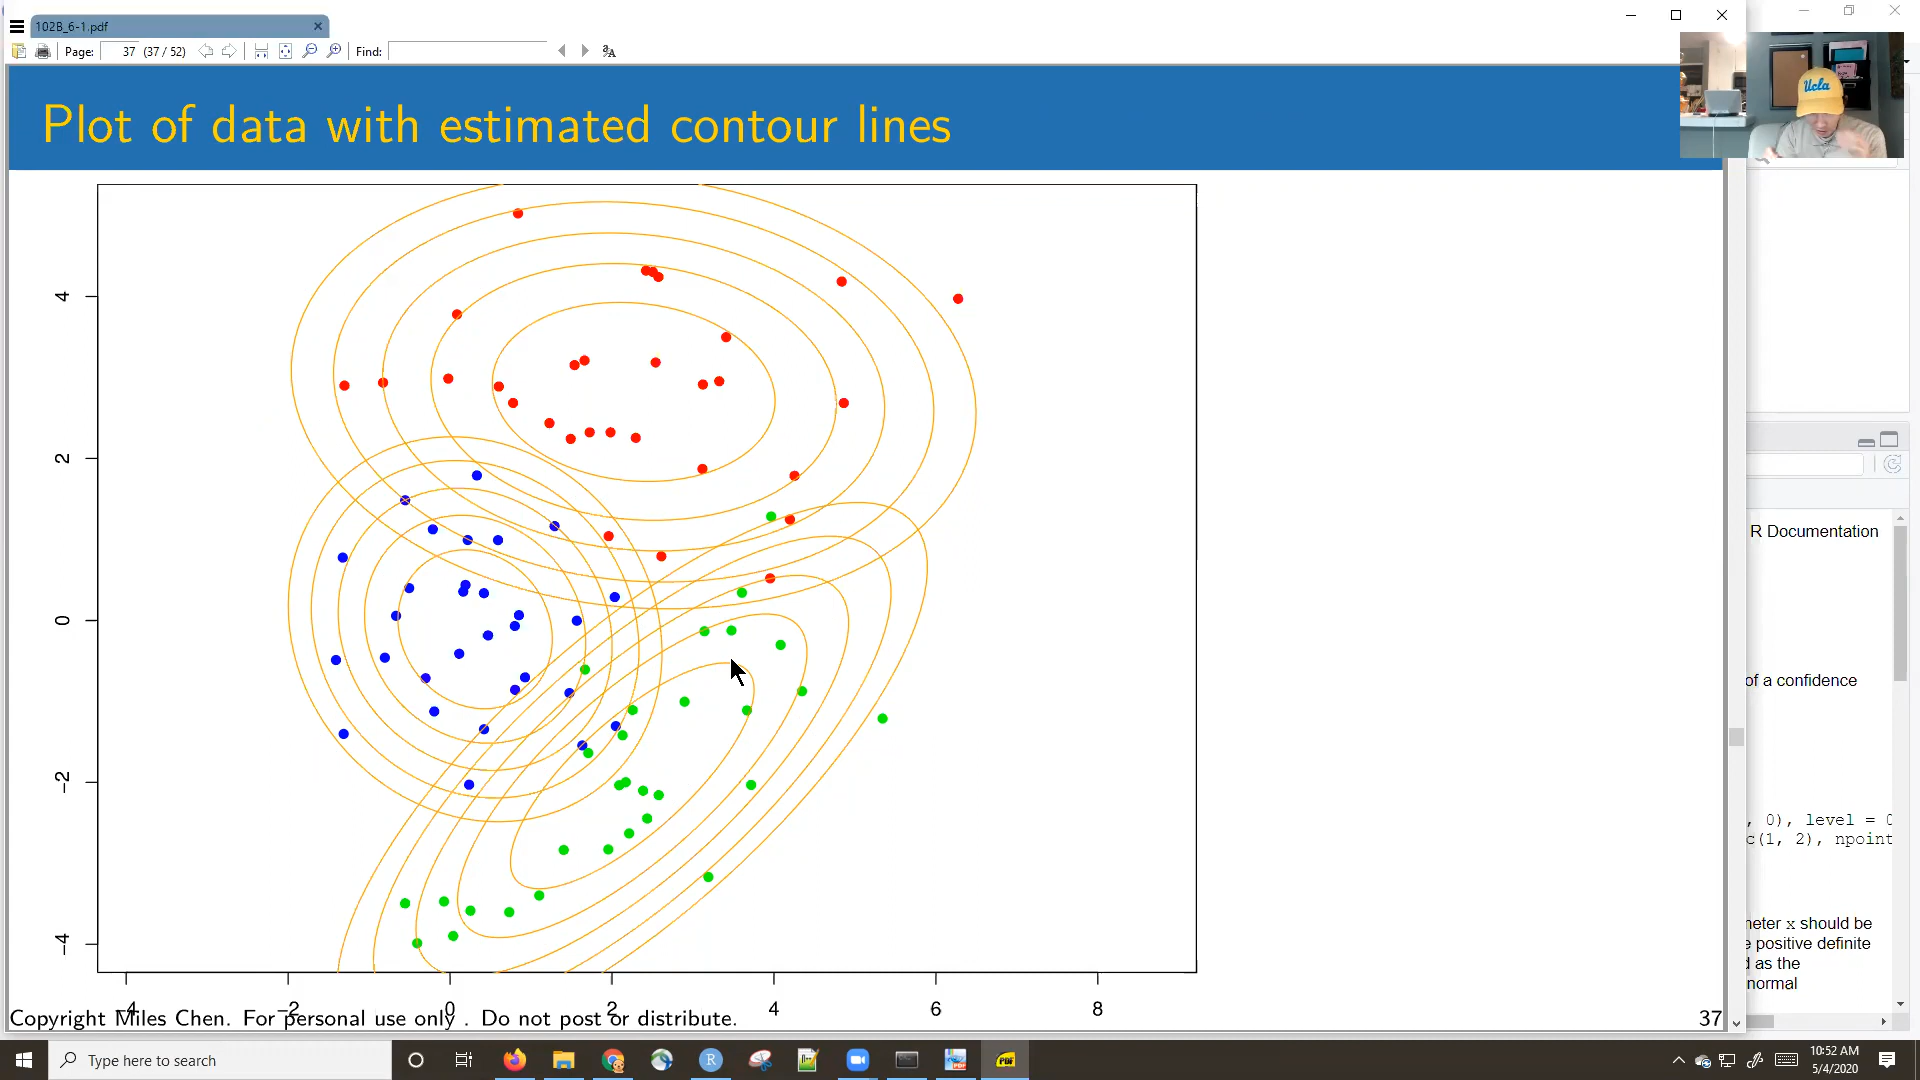 102B_6-1.pdf
Page: 37 (37 / 52) Find:
Plot of data with estimated contour lines
Ucla
4
2
0
−2
−4
−4 −2 0 2 4 6 8
Copyright Miles Chen. For personal use only . Do not post or distribute.
37
R Documentation
of a confidence
, 0), level = 0
c(1, 2), npoint
meter x should be
e positive definite
d as the
normal
Type here to search
10:52 AM
5/4/2020